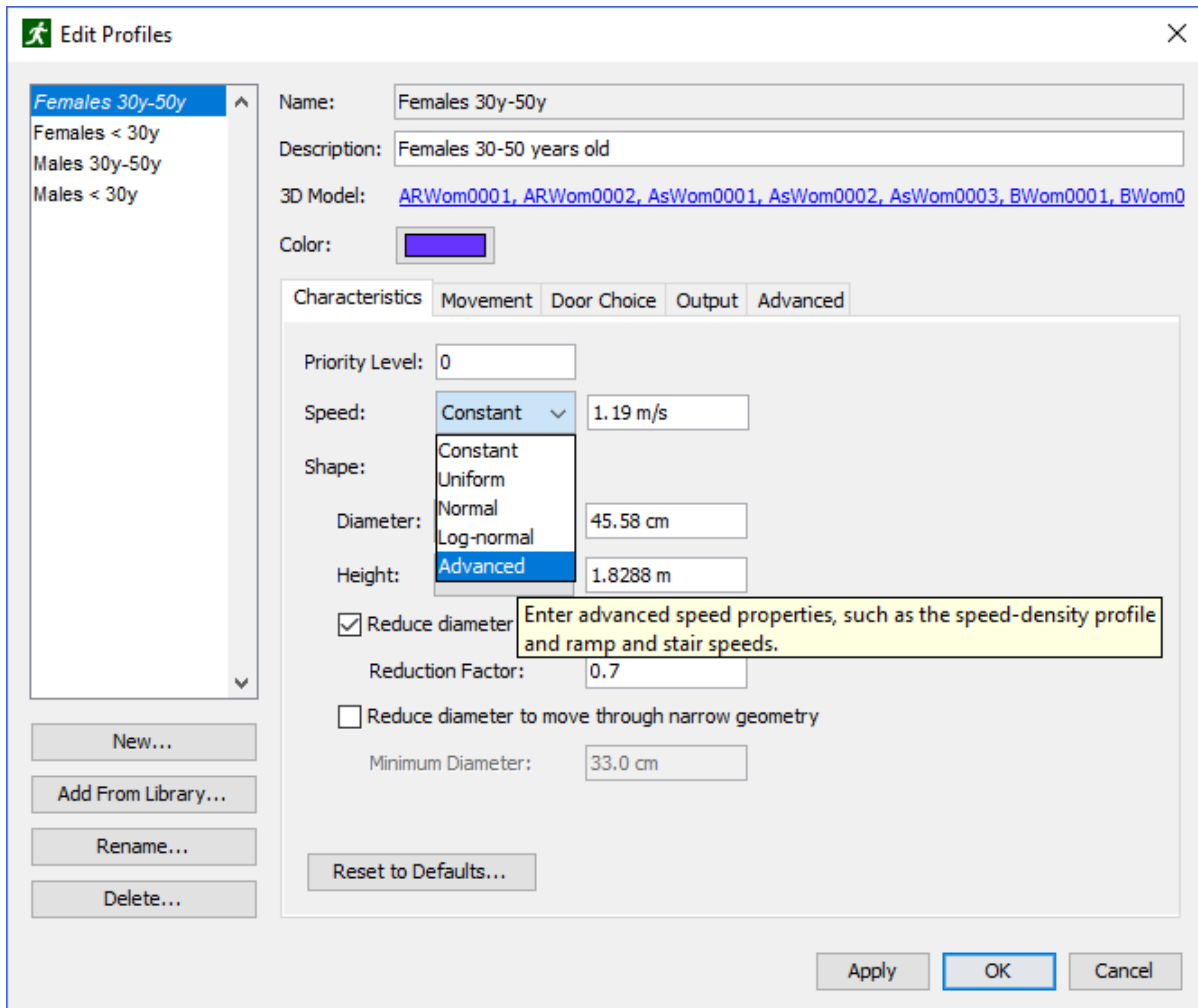 Edit Profiles
Females 30y-50y
Females < 30y
Males 30y-50y
Males < 30y
New...
Add From Library...
Rename...
Delete...
Name: Females 30y-50y
Description: Females 30-50 years old
3D Model: ARWom0001, ARWom0002, AsWom0001, AsWom0002, AsWom0003, BWom0001, BWom0
Color:
Characteristics Movement Door Choice Output Advanced
Priority Level: 0
Speed: Constant 1.19 m/s
Constant
Shape:
Uniform
Normal
Diameter: 45.58 cm
Log-normal
Advanced
Height: 1.8288 m
Reduce diameter
Enter advanced speed properties, such as the speed-density profile
and ramp and stair speeds.
Reduction Factor: 0.7
Reduce diameter to move through narrow geometry
Minimum Diameter: 33.0 cm
Reset to Defaults...
Apply OK Cancel